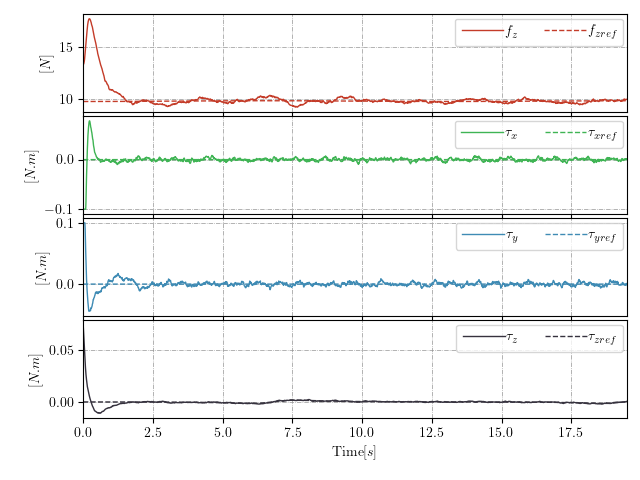 [N]
15
10
f_z
f_zref
[N.m]
0.0
−0.1
τ_x
τ_xref
[N.m]
0.1
0.0
τ_y
τ_yref
[N.m]
0.05
0.00
τ_z
τ_zref
0.0 2.5 5.0 7.5 10.0 12.5 15.0 17.5
Time[s]